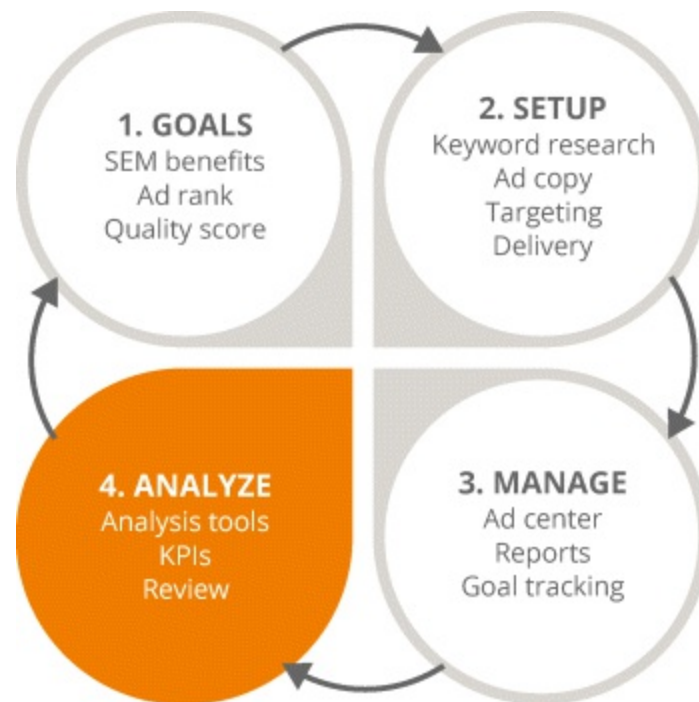 1. GOALS
SEM benefits
Ad rank
Quality score
2. SETUP
Keyword research
Ad copy
Targeting
Delivery
3. MANAGE
Ad center
Reports
Goal tracking
4. ANALYZE
Analysis tools
KPIs
Review